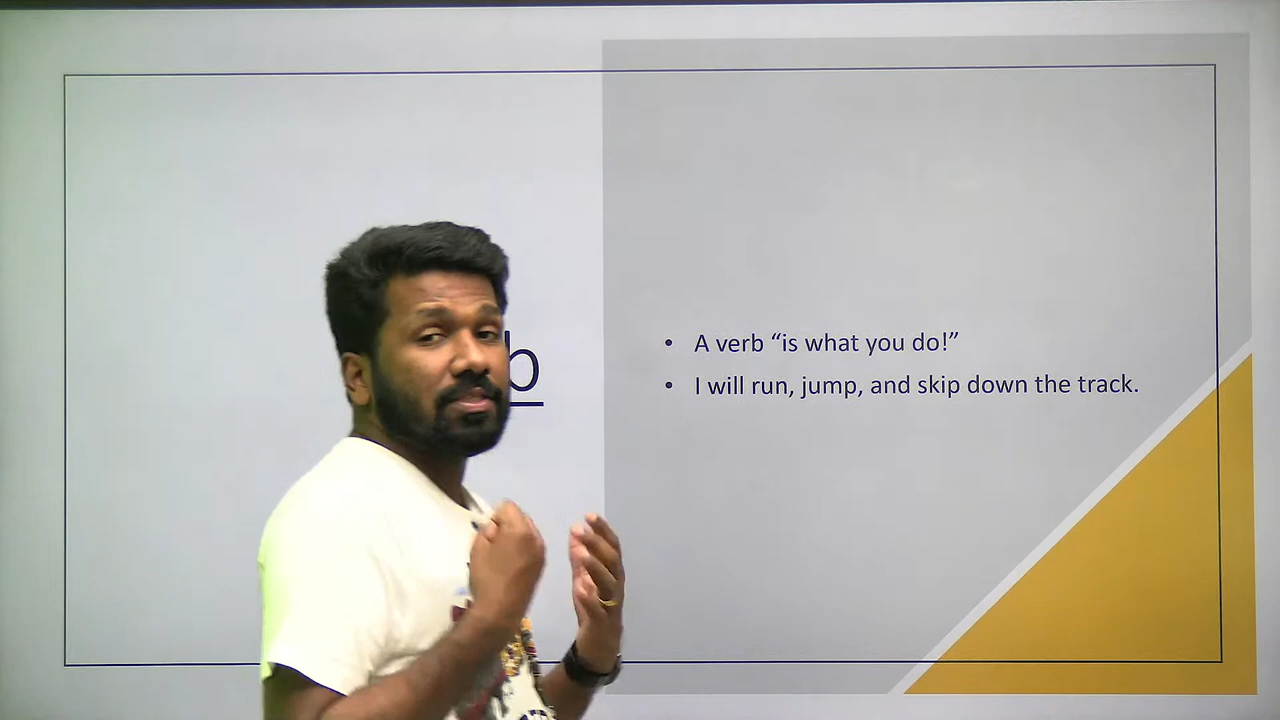 b
• A verb “is what you do!”
• I will run, jump, and skip down the track.